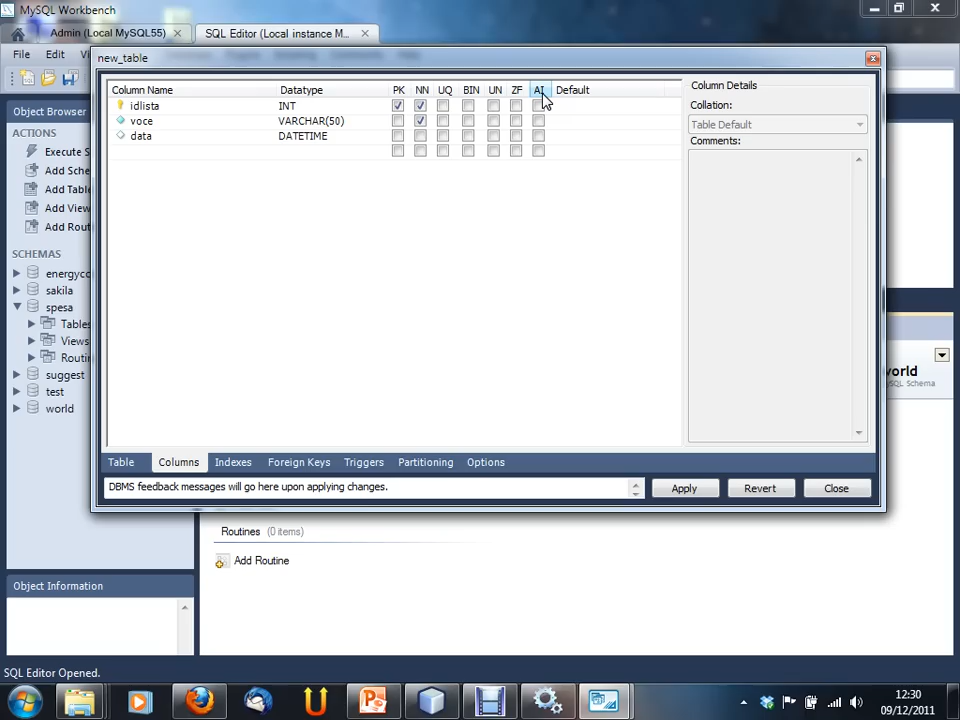 MySQL Workbench
Admin (Local MySQL55)
SQL Editor (Local instance M...
File Edit
new_table
Object Browser
ACTIONS
Execute S
Add Sche
Add Tabl
Add View
Add Rout
SCHEMAS
energyco
sakila
spesa
Tables
Views
Routin
suggest
test
world
Column Name Datatype PK NN UQ BIN UN ZF AI Default
idlista INT
voce VARCHAR(50)
data DATETIME
Column Details
Collation:
Table Default
Comments:
Table Columns Indexes Foreign Keys Triggers Partitioning Options
DBMS feedback messages will go here upon applying changes.
Apply Revert Close
world
MySQL Schema
Routines (0 items)
Add Routine
Object Information
SQL Editor Opened.
12:30
09/12/2011